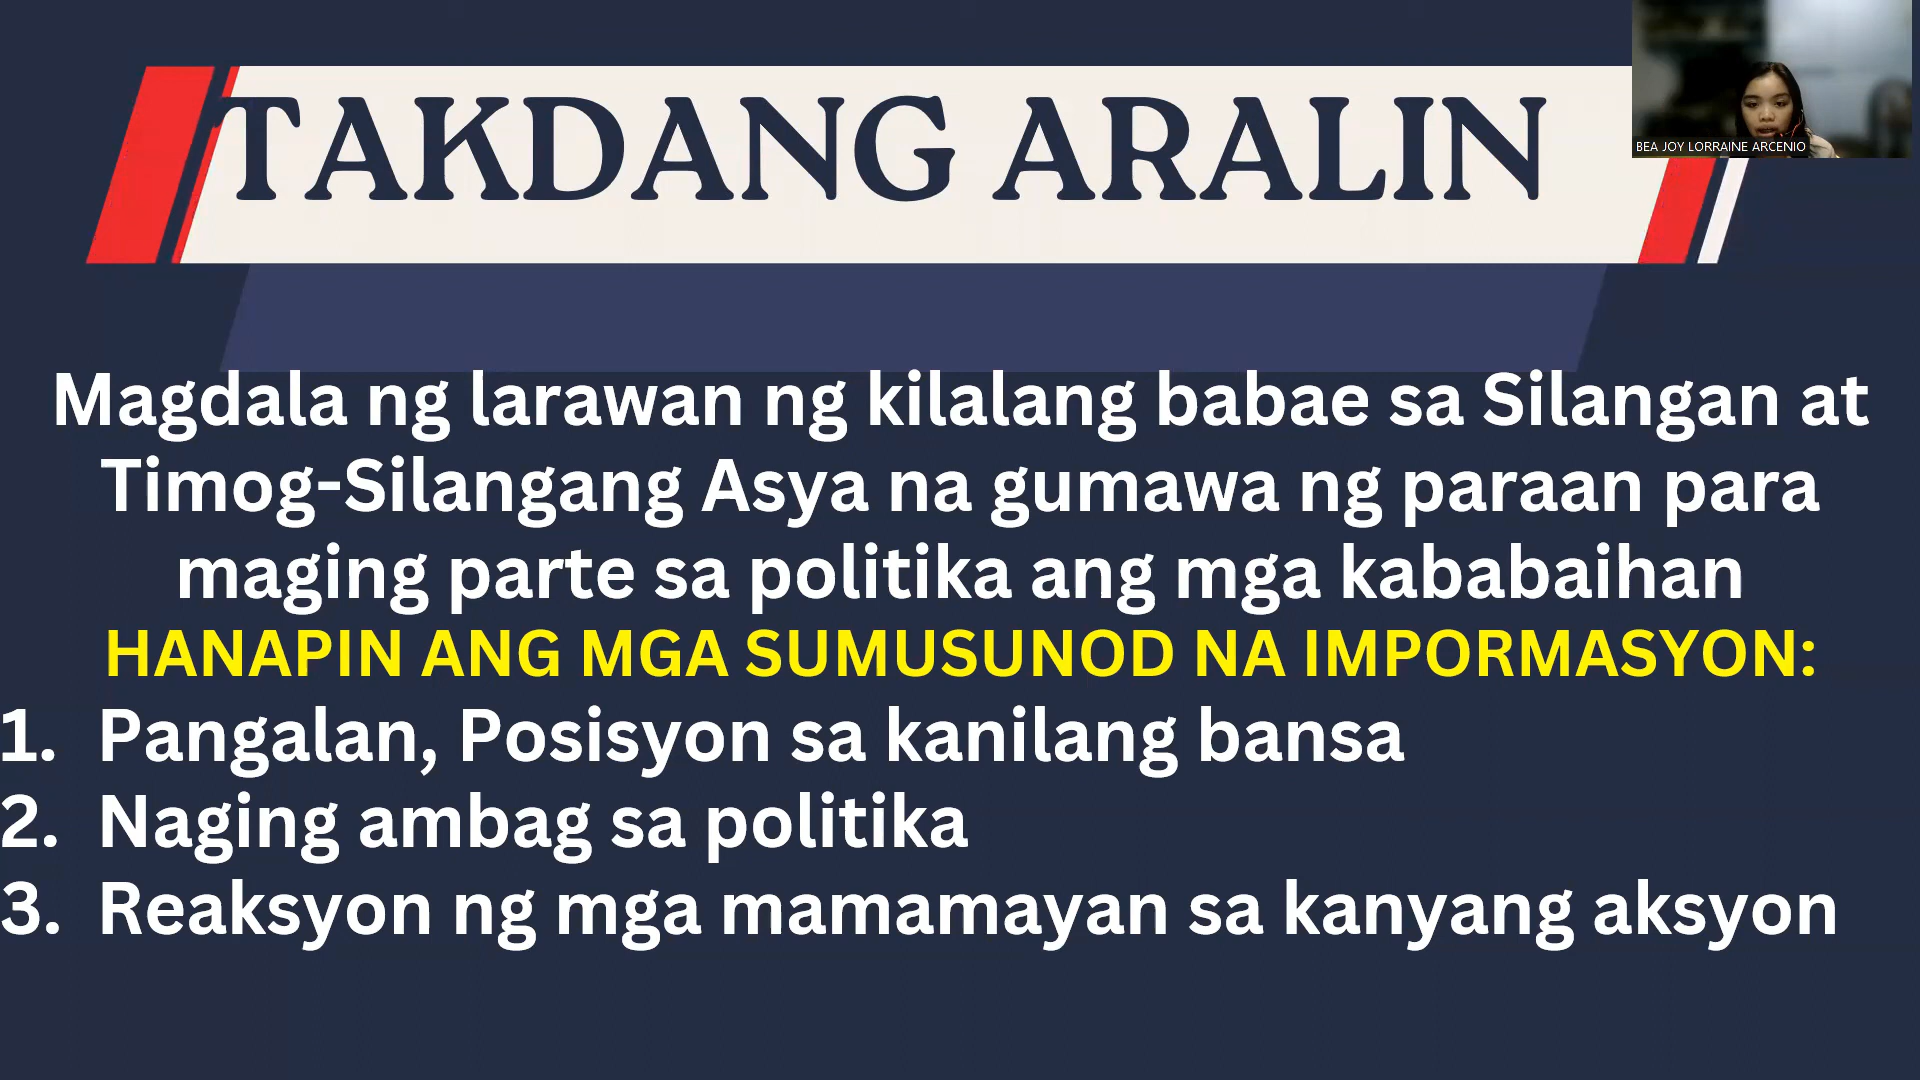 TAKDANG ARALIN
BEA JOY LORRAINE ARCENIO
Magdala ng larawan ng kilalang babae sa Silangan at
Timog-Silangang Asya na gumawa ng paraan para
maging parte sa politika ang mga kababaihan
HANAPIN ANG MGA SUMUSUNOD NA IMPORMASYON:
1. Pangalan, Posisyon sa kanilang bansa
2. Naging ambag sa politika
3. Reaksyon ng mga mamamayan sa kanyang aksyon